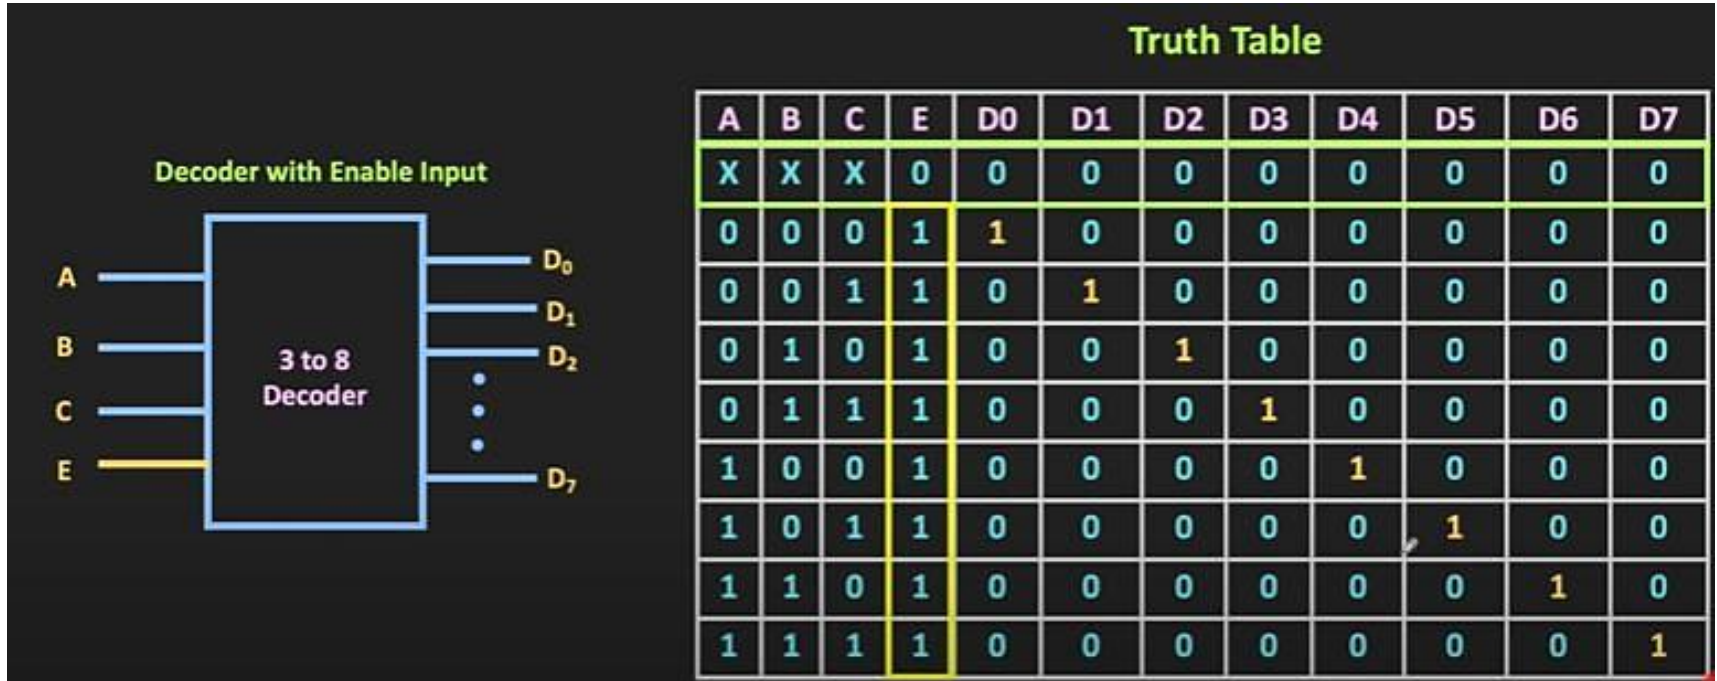 Truth Table
Decoder with Enable Input
A
B
C
E
3 to 8
Decoder
D₀
D₁
D₂
D₇
A B C E D0 D1 D2 D3 D4 D5 D6 D7
X X X 0 0 0 0 0 0 0 0 0
0 0 0 1 1 0 0 0 0 0 0 0
0 0 1 1 0 1 0 0 0 0 0 0
0 1 0 1 0 0 1 0 0 0 0 0
0 1 1 1 0 0 0 1 0 0 0 0
1 0 0 1 0 0 0 0 1 0 0 0
1 0 1 1 0 0 0 0 0 1 0 0
1 1 0 1 0 0 0 0 0 0 1 0
1 1 1 1 0 0 0 0 0 0 0 1